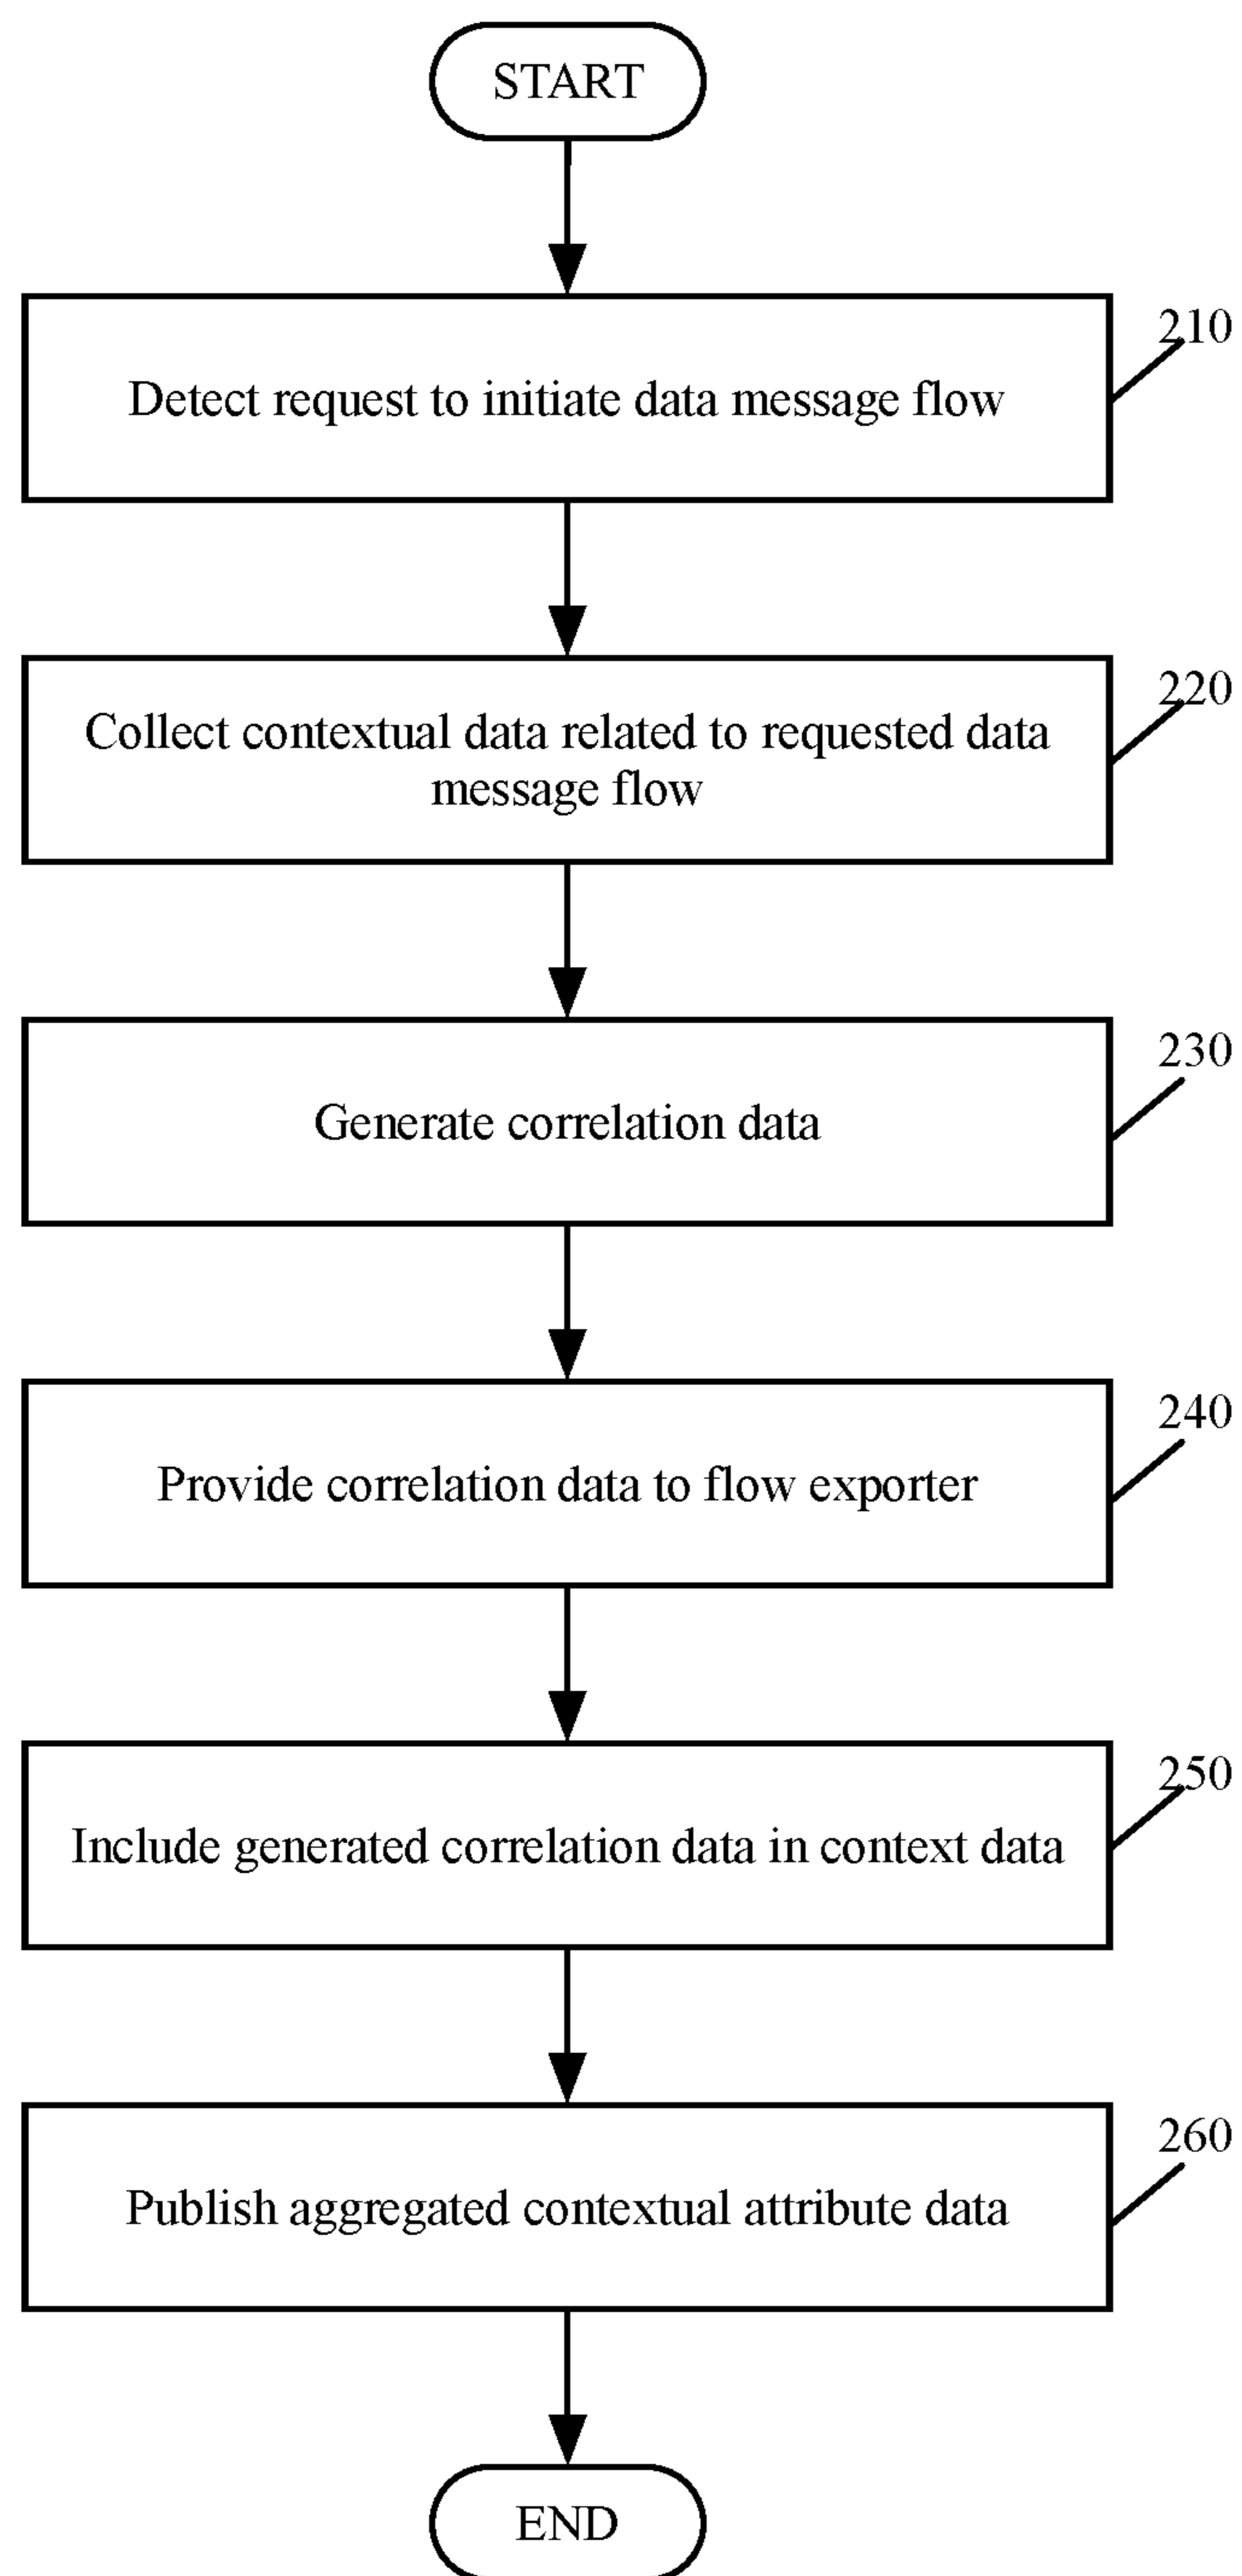 START
210
Detect request to initiate data message flow
220
Collect contextual data related to requested data
message flow
230
Generate correlation data
240
Provide correlation data to flow exporter
250
Include generated correlation data in context data
260
Publish aggregated contextual attribute data
END